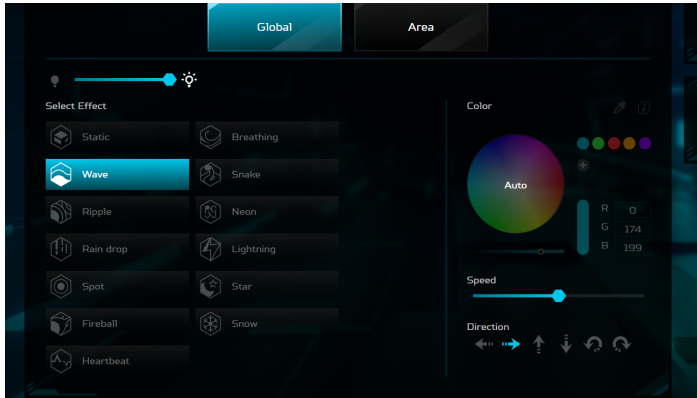 Global
Area
Select Effect
Static
Breathing
Wave
Snake
Ripple
Neon
Rain drop
Lightning
Spot
Star
Fireball
Snow
Heartbeat
Color
Auto
R 0
G 174
B 199
Speed
Direction